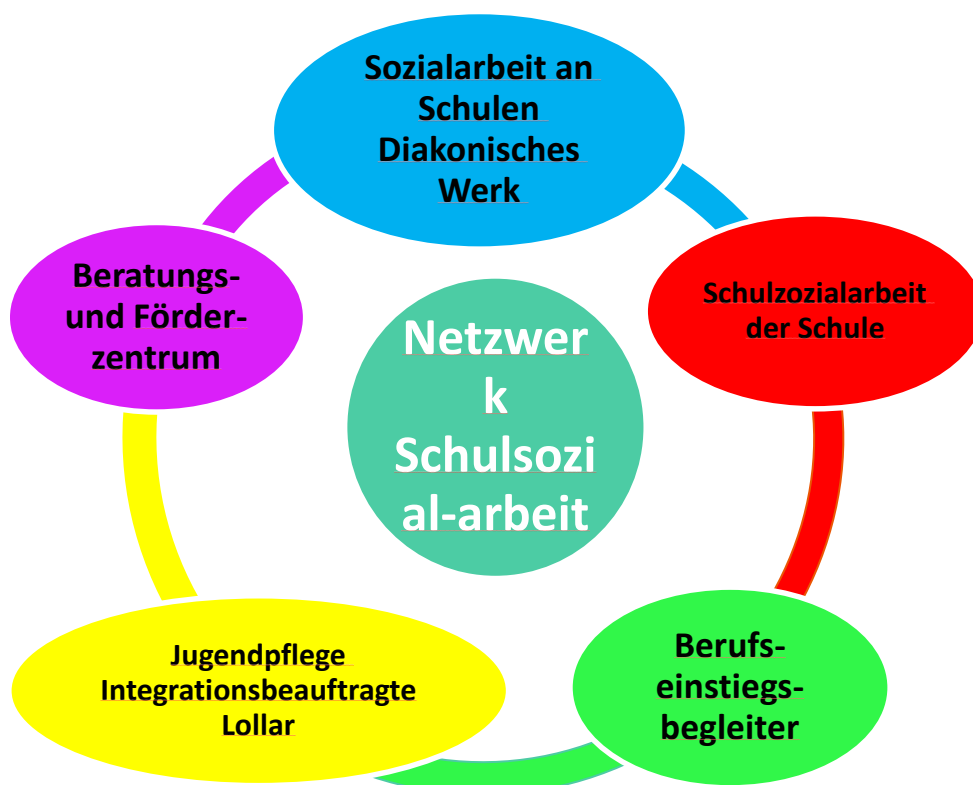 Sozialarbeit an
Schulen
Diakonisches
Werk
Schulzozialarbeit
der Schule
Berufs-
einstiegs-
begleiter
Jugendpflege
Integrationsbeauftragte
Lollar
Beratungs-
und Förder-
zentrum
Netzwer
k
Schulsozi
al-arbeit